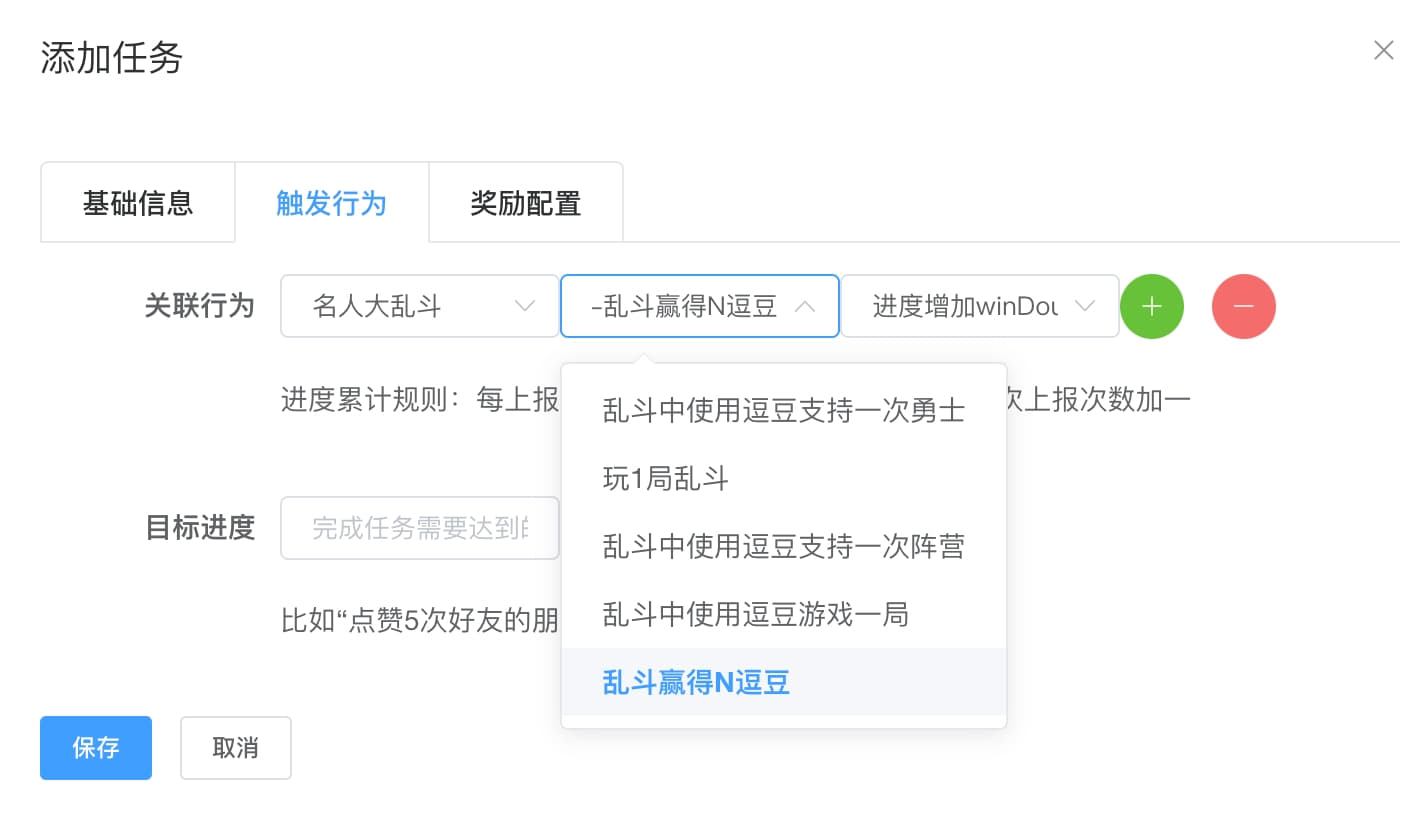 添加任务
基础信息 触发行为 奖励配置
关联行为 名人大乱斗 -乱斗赢得N逗豆 进度增加winDou
进度累计规则：每上报 次上报次数加一
乱斗中使用逗豆支持一次勇士
玩1局乱斗
目标进度 完成任务需要达到的
乱斗中使用逗豆支持一次阵营
乱斗中使用逗豆游戏一局
比如“点赞5次好友的朋
乱斗赢得N逗豆
保存 取消